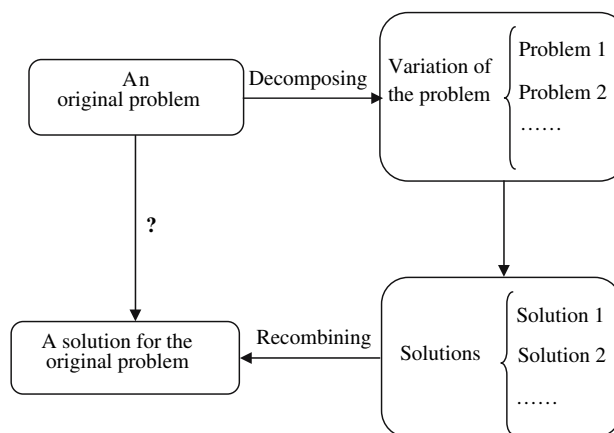 An
original problem
Decomposing
Variation of
the problem
Problem 1
Problem 2
......
?
A solution for the
original problem
Recombining
Solutions
Solution 1
Solution 2
......